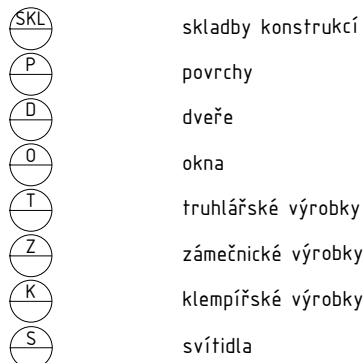 SKL skladby konstrukcí
P povrchy
D dveře
O okna
T truhlářské výrobky
Z zámečnické výrobky
K klempířské výrobky
S svítidla